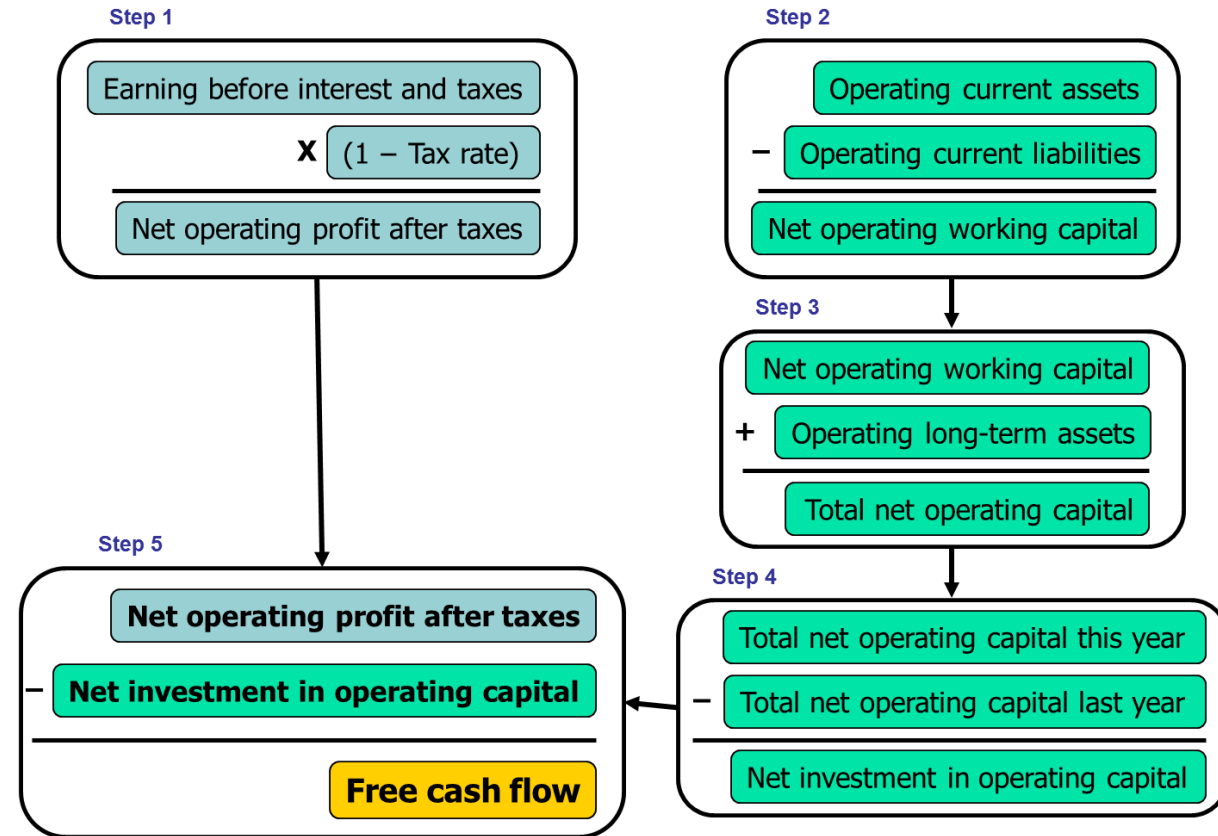 Step 1
Earning before interest and taxes
X (1 – Tax rate)
Net operating profit after taxes
Step 2
Operating current assets
– Operating current liabilities
Net operating working capital
Step 3
Net operating working capital
+ Operating long-term assets
Total net operating capital
Step 4
Total net operating capital this year
– Total net operating capital last year
Net investment in operating capital
Step 5
Net operating profit after taxes
– Net investment in operating capital
Free cash flow